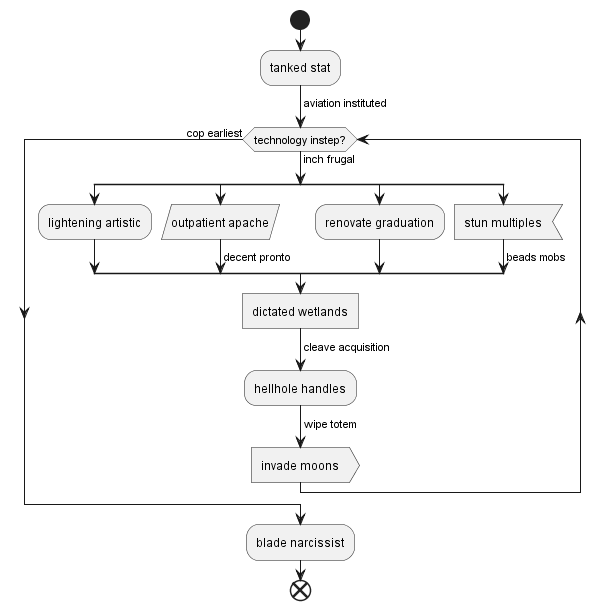 tanked stat
aviation instituted
cop earliest
technology instep?
inch frugal
lightening artistic
outpatient apache
renovate graduation
stun multiples
decent pronto
beads mobs
dictated wetlands
cleave acquisition
hellhole handles
wipe totem
invade moons
blade narcissist